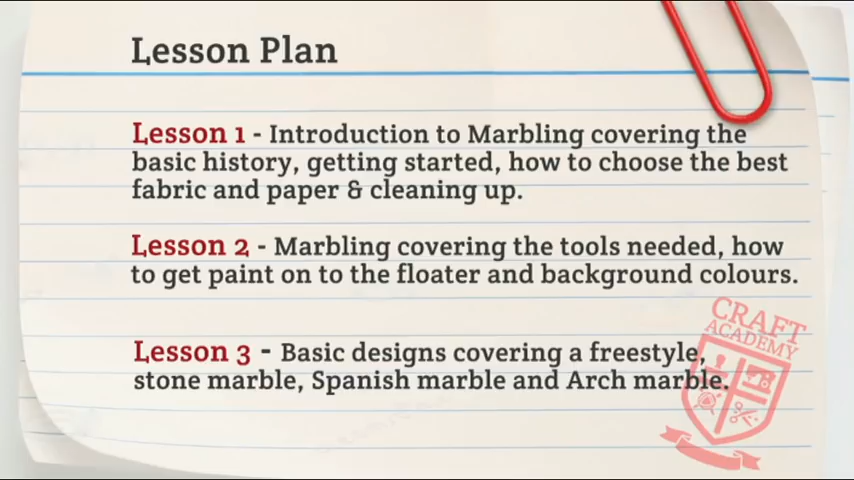 Lesson Plan
Lesson 1 - Introduction to Marbling covering the
basic history, getting started, how to choose the best
fabric and paper & cleaning up.
Lesson 2 - Marbling covering the tools needed, how
to get paint on to the floater and background colours.
Lesson 3 - Basic designs covering a freestyle,
stone marble, Spanish marble and Arch marble.
CRAFT
ACADEMY